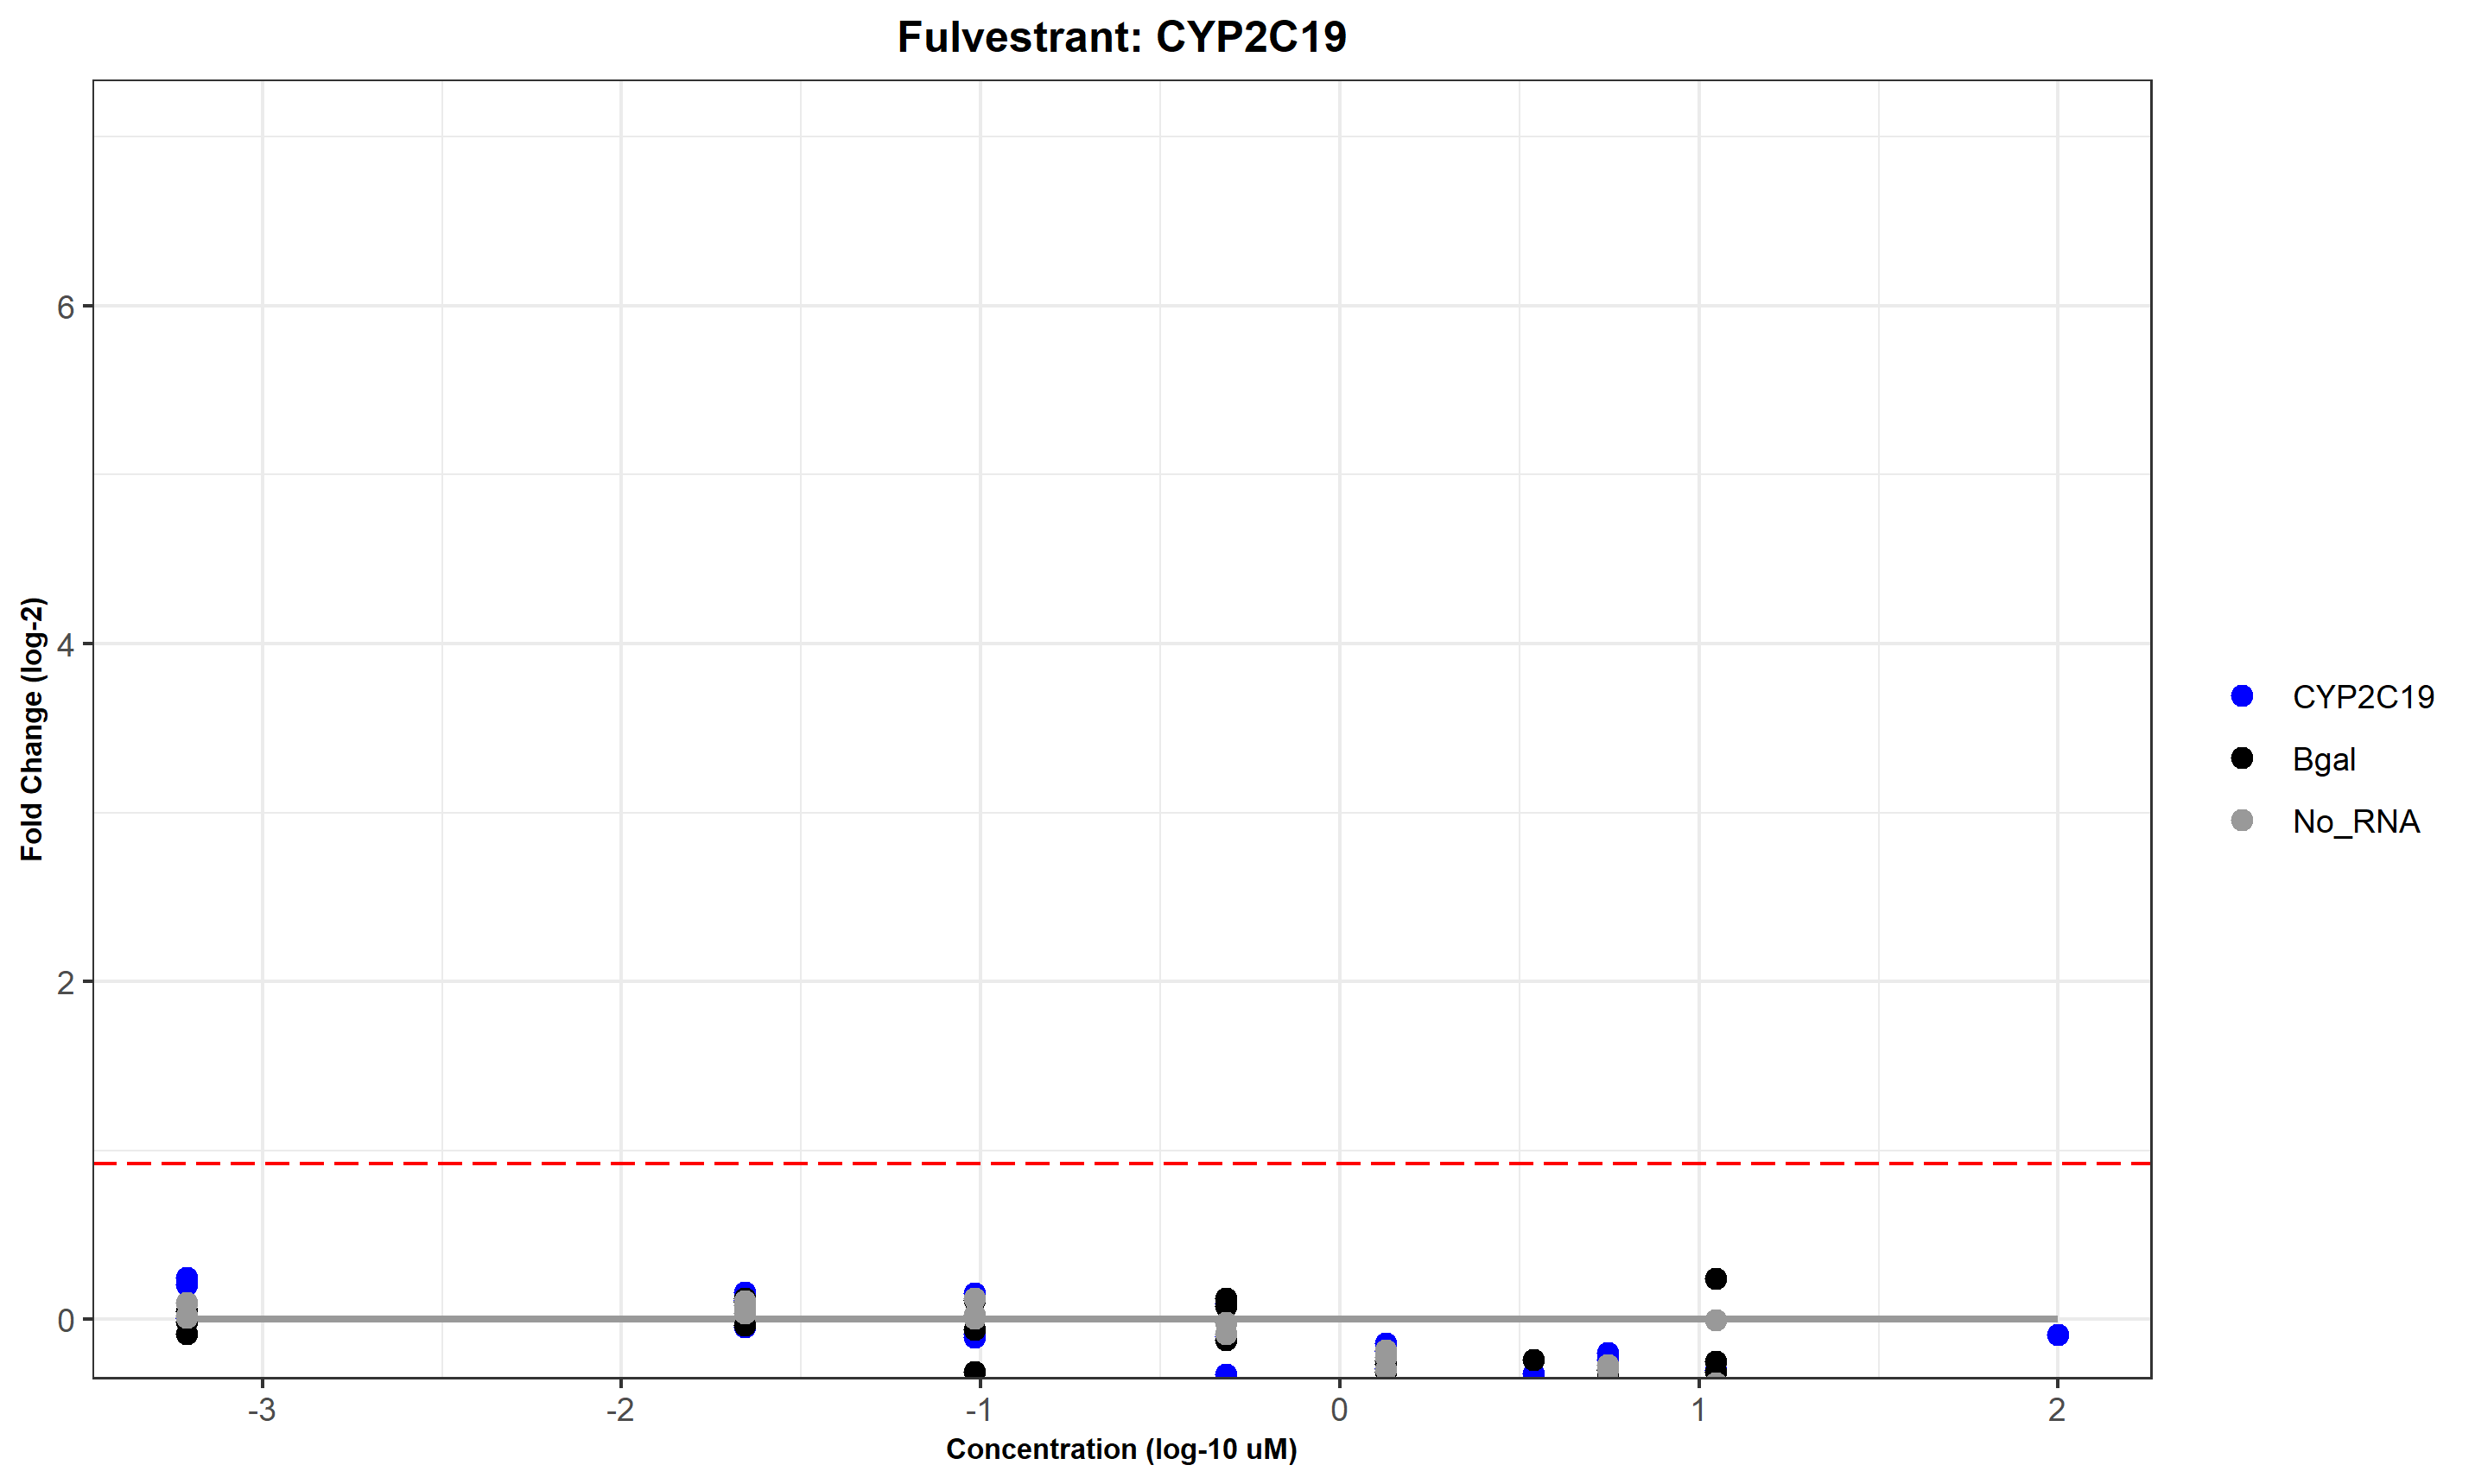 Fulvestrant: CYP2C19
Fold Change (log-2)
6
4
2
0
-3
-2
-1
0
1
2
Concentration (log-10 uM)
CYP2C19
Bgal
No_RNA